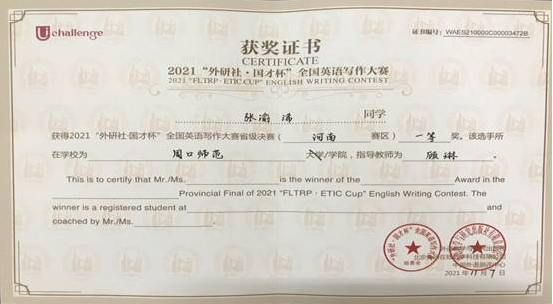 Uchallenge
证书编号：WAES210000C00003472B
获奖证书
CERTIFICATE
2021“外研社·国才杯”全国英语写作大赛
2021 "FLTRP·ETIC CUP" ENGLISH WRITING CONTEST
张 同学
获得2021“外研社·国才杯”全国英语写作大赛省级决赛（ 河南 赛区） 一等 奖。该选手所
在学校为 周口师范 大学/学院，指导教师为 顾琳。
This is to certify that Mr./Ms. is the winner of the Award in the
Provincial Final of 2021 "FLTRP·ETIC Cup" English Writing Contest. The
winner is a registered student at and
coached by Mr./Ms.
2021年11月9日